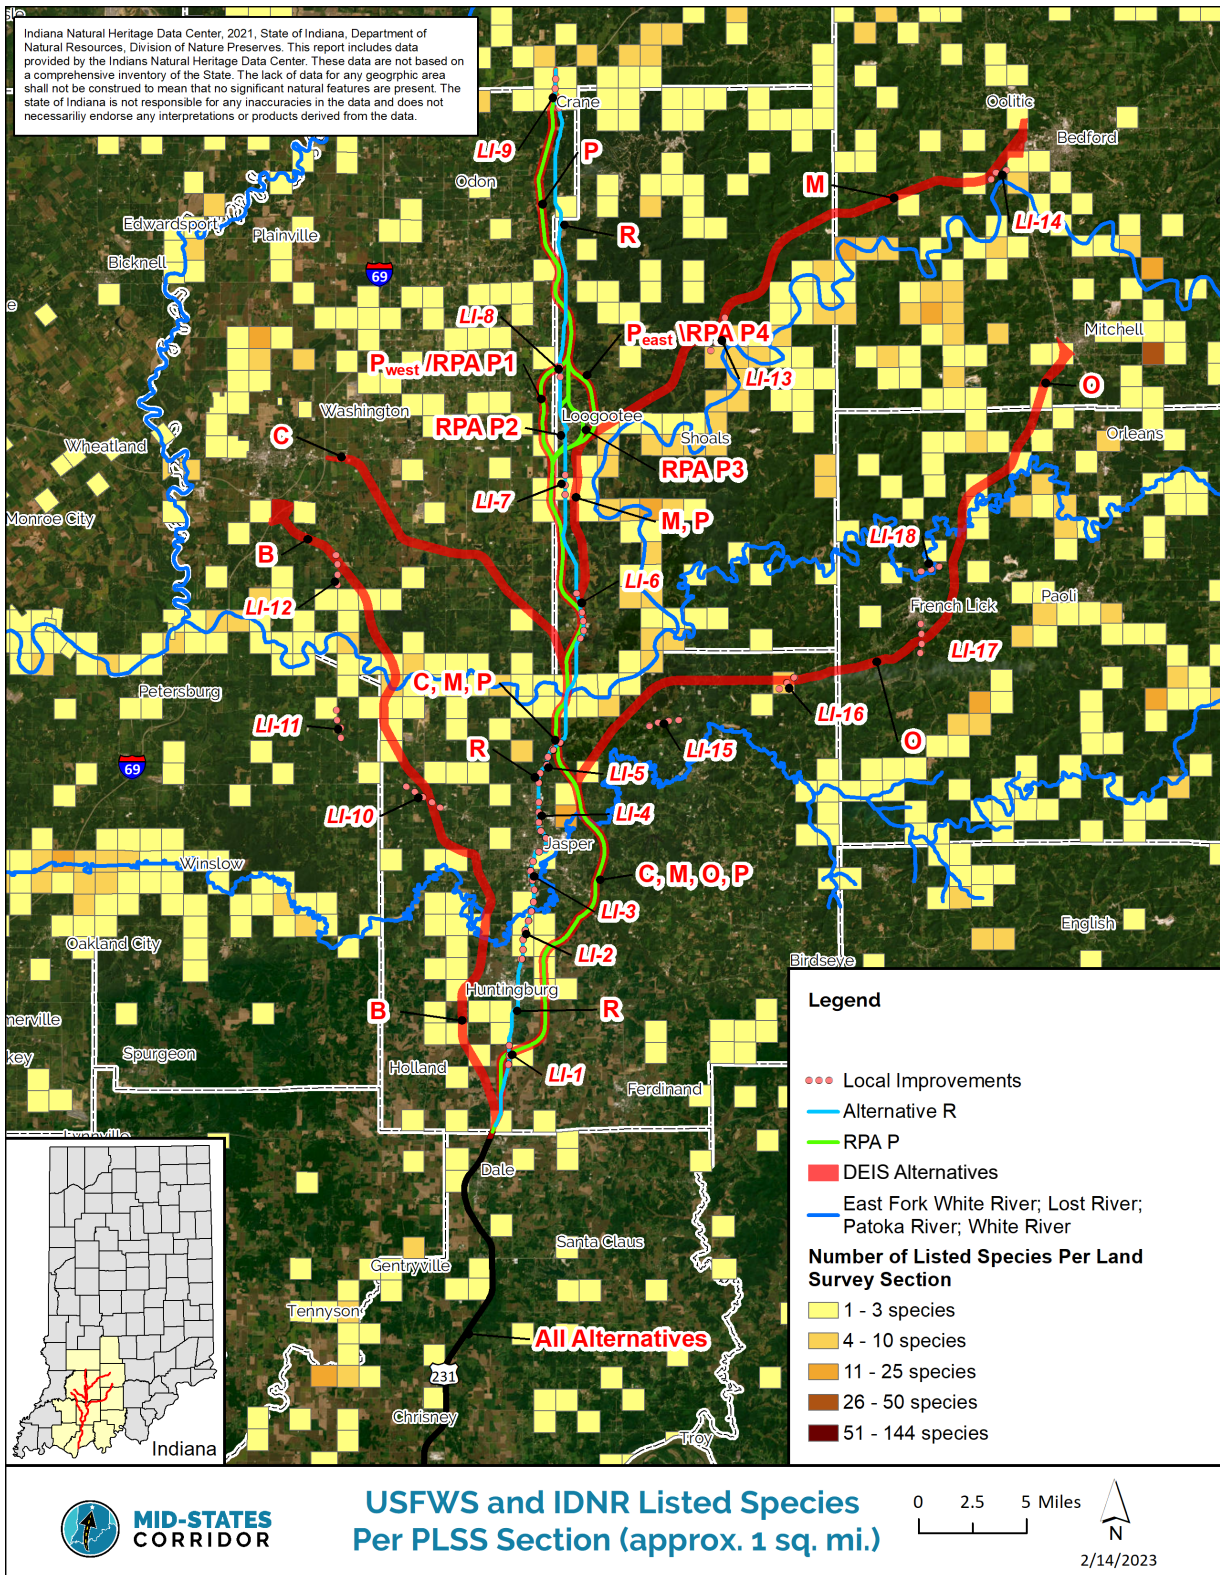 Indiana Natural Heritage Data Center, 2021, State of Indiana, Department of
Natural Resources, Division of Nature Preserves. This report includes data
provided by the Indians Natural Heritage Data Center. These data are not based on
a comprehensive inventory of the State. The lack of data for any geogrphic area
shall not be construed to mean that no significant natural features are present. The
state of Indiana is not responsible for any inaccuracies in the data and does not
necessariliy endorse any interpretations or products derived from the data.
Crane
Oolitic
Bedford
LI-9
P
Odon
M
LI-14
Edwardsport
Plainville
R
Bicknell
69
LI-8
Peast \RPA P4
Mitchell
Pwest /RPA P1
LI-13
O
Washington
Loogootee
C
RPA P2
Shoals
Orleans
Wheatland
RPA P3
LI-7
Monroe City
M, P
B
LI-18
LI-6
LI-12
French Lick
Paoli
LI-17
C, M, P
Petersburg
LI-11
LI-16
R
LI-15
O
69
LI-5
LI-10
LI-4
Jasper
Winslow
C, M, O, P
LI-3
English
Oakland City
LI-2
Birdseye
Huntingburg
B
R
merville
key
Spurgeon
Holland
LI-1
Ferdinand
Lynnville
Dale
Santa Claus
Gentryville
Tennyson
All Alternatives
231
Chrisney
Troy
Indiana
Legend
Local Improvements
Alternative R
RPA P
DEIS Alternatives
East Fork White River; Lost River;
Patoka River; White River
Number of Listed Species Per Land
Survey Section
1 - 3 species
4 - 10 species
11 - 25 species
26 - 50 species
51 - 144 species
MID-STATES
CORRIDOR
USFWS and IDNR Listed Species
Per PLSS Section (approx. 1 sq. mi.)
0 2.5 5 Miles
N
2/14/2023